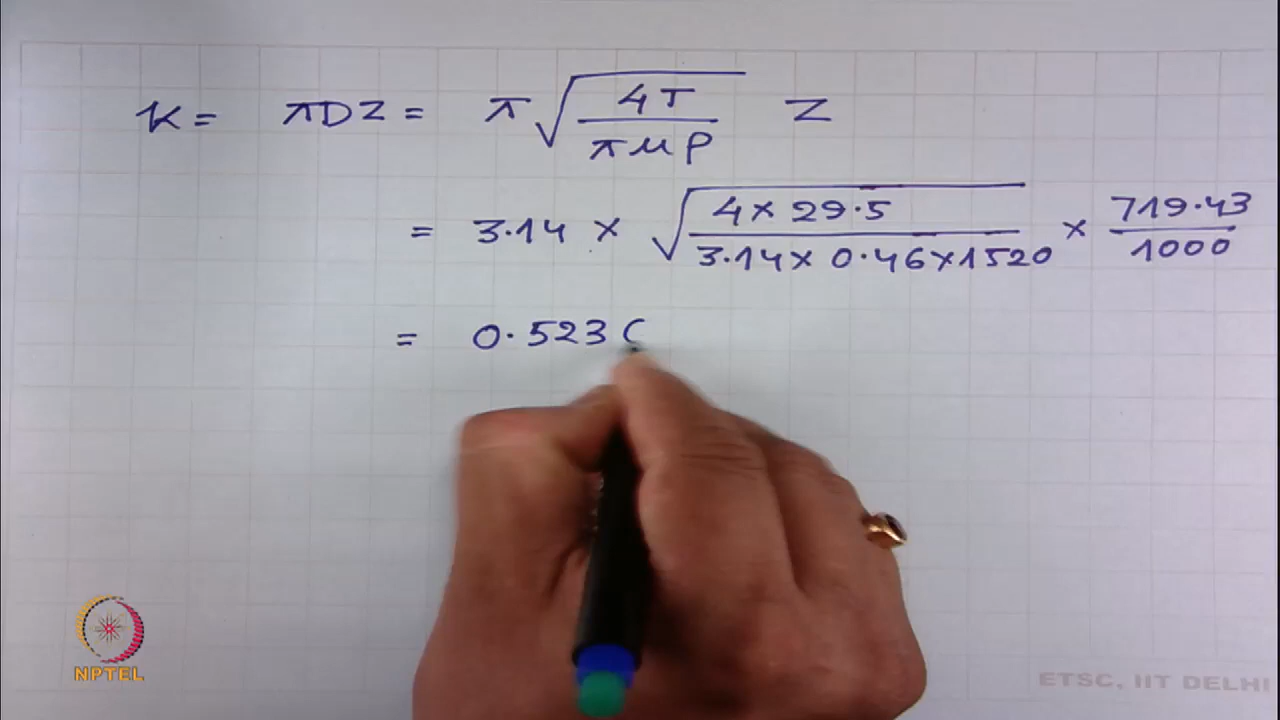 K = πDZ = π√(4T/πμρ) Z
= 3.14 × √(4 × 29.5/3.14 × 0.46 × 1520) × 719.43/1000
= 0.523 (
NPTEL
ETSC, IIT DELHI